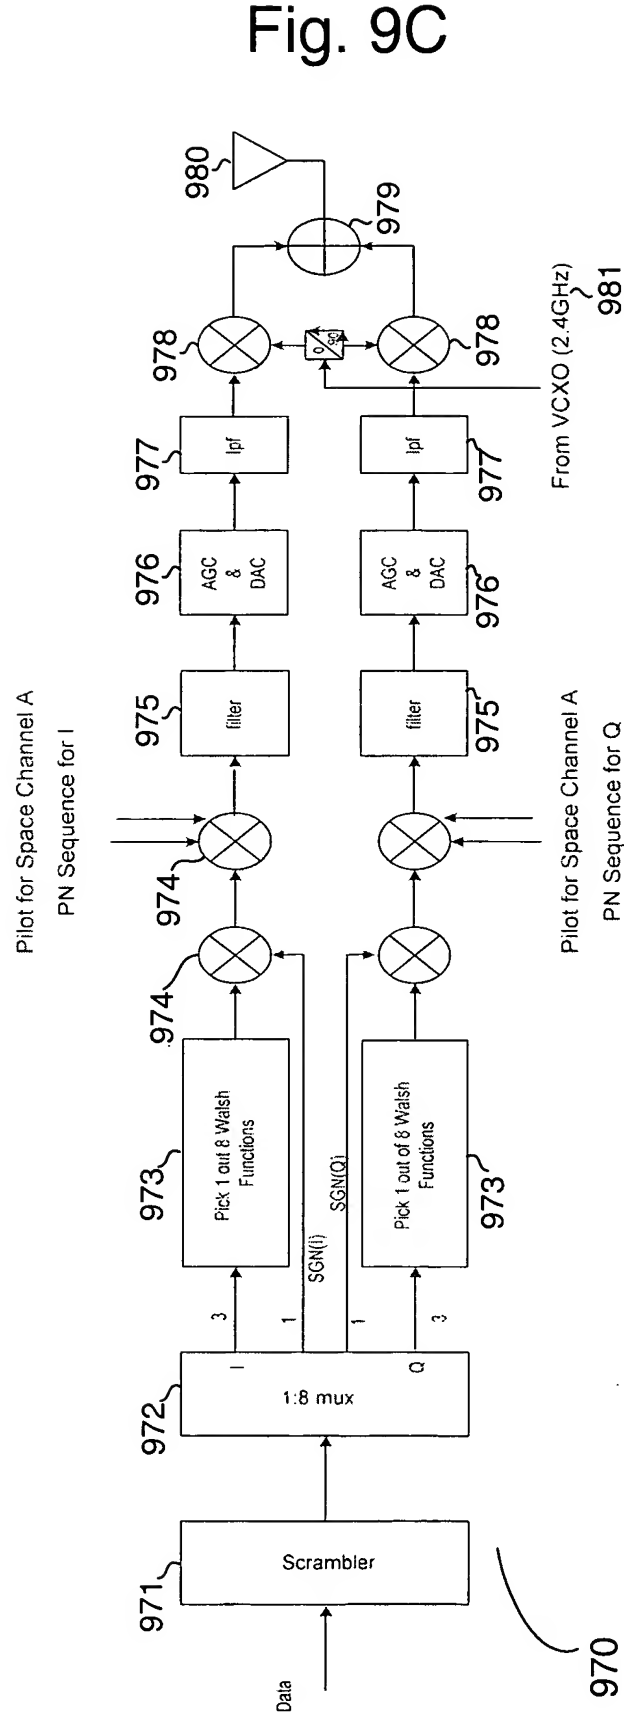 Fig. 9C
980
979
978
978
0
90
From VCXO (2.4GHz)
981
977
lpf
lpf
977
976
AGC
&
DAC
AGC
&
DAC
976
975
filter
filter
975
Pilot for Space Channel A
PN Sequence for I
Pilot for Space Channel A
PN Sequence for Q
974
974
973
Pick 1 out 8 Walsh
Functions
Pick 1 out of 8 Walsh
Functions
973
SGN(I)
SGN(Q)
3
1
1
3
972
I
1:8 mux
Q
971
Scrambler
Data
970